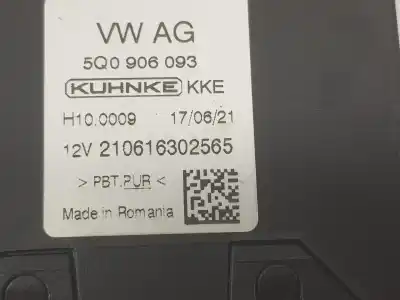 VW AG
5Q0 906 093
KUHNKE KKE
H10.0009 17/06/21
12V 210616302565
> PBT.PUR <
Made in Romania